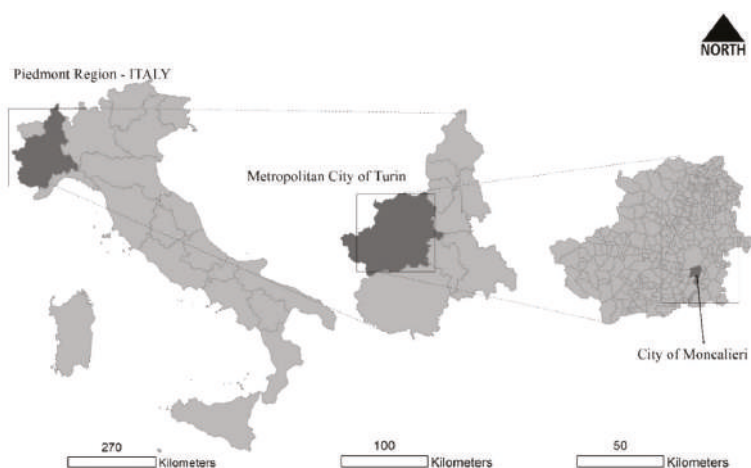 NORTH
Piedmont Region - ITALY
Metropolitan City of Turin
City of Moncalieri
270
Kilometers
100
Kilometers
50
Kilometers